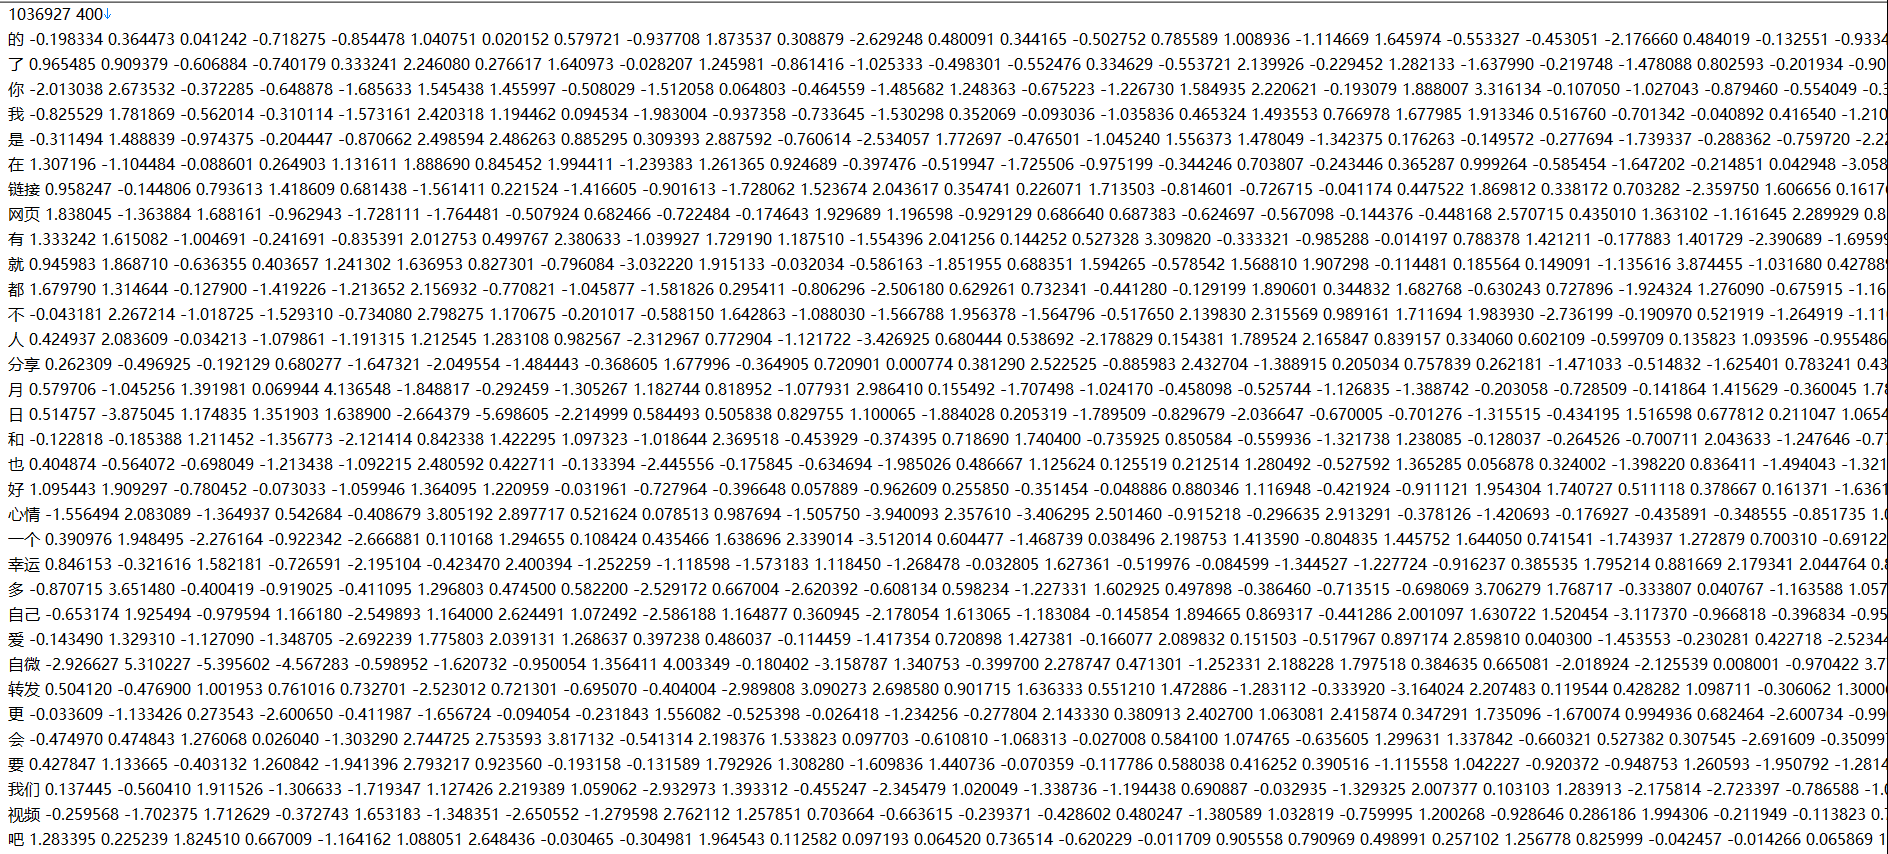 1036927 400↓
的 -0.198334 0.364473 0.041242 -0.718275 -0.854478 1.040751 0.020152 0.579721 -0.937708 1.873537 0.308879 -2.629248 0.480091 0.344165 -0.502752 0.785589 1.008936 -1.114669 1.645974 -0.553327 -0.453051 -2.176660 0.484019 -0.132551 -0.9334
了 0.965485 0.909379 -0.606884 -0.740179 0.333241 2.246080 0.276617 1.640973 -0.028207 1.245981 -0.861416 -1.025333 -0.498301 -0.552476 0.334629 -0.553721 2.139926 -0.229452 1.282133 -1.637990 -0.219748 -1.478088 0.802593 -0.201934 -0.90
你 -2.013038 2.673532 -0.372285 -0.648878 -1.685633 1.545438 1.455997 -0.508029 -1.512058 0.064803 -0.464559 -1.485682 1.248363 -0.675223 -1.226730 1.584935 2.220621 -0.193079 1.888007 3.316134 -0.107050 -1.027043 -0.879460 -0.554049 -0.3
我 -0.825529 1.781869 -0.562014 -0.310114 -1.573161 2.420318 1.194462 0.094534 -1.983004 -0.937358 -0.733645 -1.530298 0.352069 -0.093036 -1.035836 0.465324 1.493553 0.766978 1.677985 1.913346 0.516760 -0.701342 -0.040892 0.416540 -1.210
是 -0.311494 1.488839 -0.974375 -0.204447 -0.870662 2.498594 2.486263 0.885295 0.309393 2.887592 -0.760614 -2.534057 1.772697 -0.476501 -1.045240 1.556373 1.478049 -1.342375 0.176263 -0.149572 -0.277694 -1.739337 -0.288362 -0.759720 -2.22
在 1.307196 -1.104484 -0.088601 0.264903 1.131611 1.888690 0.845452 1.994411 -1.239383 1.261365 0.924689 -0.397476 -0.519947 -1.725506 -0.975199 -0.344246 0.703807 -0.243446 0.365287 0.999264 -0.585454 -1.647202 -0.214851 0.042948 -3.058
链接 0.958247 -0.144806 0.793613 1.418609 0.681438 -1.561411 0.221524 -1.416605 -0.901613 -1.728062 1.523674 2.043617 0.354741 0.226071 1.713503 -0.814601 -0.726715 -0.041174 0.447522 1.869812 0.338172 0.703282 -2.359750 1.606656 0.1617
网页 1.838045 -1.363884 1.688161 -0.962943 -1.728111 -1.764481 -0.507924 0.682466 -0.722484 -0.174643 1.929689 1.196598 -0.929129 0.686640 0.687383 -0.624697 -0.567098 -0.144376 -0.448168 2.570715 0.435010 1.363102 -1.161645 2.289929 0.8
有 1.333242 1.615082 -1.004691 -0.241691 -0.835391 2.012753 0.499767 2.380633 -1.039927 1.729190 1.187510 -1.554396 2.041256 0.144252 0.527328 3.309820 -0.333321 -0.985288 -0.014197 0.788378 1.421211 -0.177883 1.401729 -2.390689 -1.6959
就 0.945983 1.868710 -0.636355 0.403657 1.241302 1.636953 0.827301 -0.796084 -3.032220 1.915133 -0.032034 -0.586163 -1.851955 0.688351 1.594265 -0.578542 1.568810 1.907298 -0.114481 0.185564 0.149091 -1.135616 3.874455 -1.031680 0.42788
都 1.679790 1.314644 -0.127900 -1.419226 -1.213652 2.156932 -0.770821 -1.045877 -1.581826 0.295411 -0.806296 -2.506180 0.629261 0.732341 -0.441280 -0.129199 1.890601 0.344832 1.682768 -0.630243 0.727896 -1.924324 1.276090 -0.675915 -1.16
不 -0.043181 2.267214 -1.018725 -1.529310 -0.734080 2.798275 1.170675 -0.201017 -0.588150 1.642863 -1.088030 -1.566788 1.956378 -1.564796 -0.517650 2.139830 2.315569 0.989161 1.711694 1.983930 -2.736199 -0.190970 0.521919 -1.264919 -1.11
人 0.424937 2.083609 -0.034213 -1.079861 -1.191315 1.212545 1.283108 0.982567 -2.312967 0.772904 -1.121722 -3.426925 0.680444 0.538692 -2.178829 0.154381 1.789524 2.165847 0.839157 0.334060 0.602109 -0.599709 0.135823 1.093596 -0.955486
分享 0.262309 -0.496925 -0.192129 0.680277 -1.647321 -2.049554 -1.484443 -0.368605 1.677996 -0.364905 0.720901 0.000774 0.381290 2.522525 -0.885983 2.432704 -1.388915 0.205034 0.757839 0.262181 -1.471033 -0.514832 -1.625401 0.783241 0.43
月 0.579706 -1.045256 1.391981 0.069944 4.136548 -1.848817 -0.292459 -1.305267 1.182744 0.818952 -1.077931 2.986410 0.155492 -1.707498 -1.024170 -0.458098 -0.525744 -1.126835 -1.388742 -0.203058 -0.728509 -0.141864 1.415629 -0.360045 1.78
日 0.514757 -3.875045 1.174835 1.351903 1.638900 -2.664379 -5.698605 -2.214999 0.584493 0.505838 0.829755 1.100065 -1.884028 0.205319 -1.789509 -0.829679 -2.036647 -0.670005 -0.701276 -1.315515 -0.434195 1.516598 0.677812 0.211047 1.0654
和 -0.122818 -0.185388 1.211452 -1.356773 -2.121414 0.842338 1.422295 1.097323 -1.018644 2.369518 -0.453929 -0.374395 0.718690 1.740400 -0.735925 0.850584 -0.559936 -1.321738 1.238085 -0.128037 -0.264526 -0.700711 2.043633 -1.247646 -0.7
也 0.404874 -0.564072 -0.698049 -1.213438 -1.092215 2.480592 0.422711 -0.133394 -2.445556 -0.175845 -0.634694 -1.985026 0.486667 1.125624 0.125519 0.212514 1.280492 -0.527592 1.365285 0.056878 0.324002 -1.398220 0.836411 -1.494043 -1.321
好 1.095443 1.909297 -0.780452 -0.073033 -1.059946 1.364095 1.220959 -0.031961 -0.727964 -0.396648 0.057889 -0.962609 0.255850 -0.351454 -0.048886 0.880346 1.116948 -0.421924 -0.911121 1.954304 1.740727 0.511118 0.378667 0.161371 -1.6361
心情 -1.556494 2.083089 -1.364937 0.542684 -0.408679 3.805192 2.897717 0.521624 0.078513 0.987694 -1.505750 -3.940093 2.357610 -3.406295 2.501460 -0.915218 -0.296635 2.913291 -0.378126 -1.420693 -0.176927 -0.435891 -0.348555 -0.851735 1.0
一个 0.390976 1.948495 -2.276164 -0.922342 -2.666881 0.110168 1.294655 0.108424 0.435466 1.638696 2.339014 -3.512014 0.604477 -1.468739 0.038496 2.198753 1.413590 -0.804835 1.445752 1.644050 0.741541 -1.743937 1.272879 0.700310 -0.69122
幸运 0.846153 -0.321616 1.582181 -0.726591 -2.195104 -0.423470 2.400394 -1.252259 -1.118598 -1.573183 1.118450 -1.268478 -0.032805 1.627361 -0.519976 -0.084599 -1.344527 -1.227724 -0.916237 0.385535 1.795214 0.881669 2.179341 2.044764 0.8
多 -0.870715 3.651480 -0.400419 -0.919025 -0.411095 1.296803 0.474500 0.582200 -2.529172 0.667004 -2.620392 -0.608134 0.598234 -1.227331 1.602925 0.497898 -0.386460 -0.713515 -0.698069 3.706279 1.768717 -0.333807 0.040767 -1.163588 1.057
自己 -0.653174 1.925494 -0.979594 1.166180 -2.549893 1.164000 2.624491 1.072492 -2.586188 1.164877 0.360945 -2.178054 1.613065 -1.183084 -0.145854 1.894665 0.869317 -0.441286 2.001097 1.630722 1.520454 -3.117370 -0.966818 -0.396834 -0.95
爱 -0.143490 1.329310 -1.127090 -1.348705 -2.692239 1.775803 2.039131 1.268637 0.397238 0.486037 -0.114459 -1.417354 0.720898 1.427381 -0.166077 2.089832 0.151503 -0.517967 0.897174 2.859810 0.040300 -1.453553 -0.230281 0.422718 -2.5234
自微 -2.926627 5.310227 -5.395602 -4.567283 -0.598952 -1.620732 -0.950054 1.356411 4.003349 -0.180402 -3.158787 1.340753 -0.399700 2.278747 0.471301 -1.252331 2.188228 1.797518 0.384635 0.665081 -2.018924 -2.125539 0.008001 -0.970422 3.7
转发 0.504120 -0.476900 1.001953 0.761016 0.732701 -2.523012 0.721301 -0.695070 -0.404004 -2.989808 3.090273 2.698580 0.901715 1.636333 0.551210 1.472886 -1.283112 -0.333920 -3.164024 2.207483 0.119544 0.428282 1.098711 -0.306062 1.3000
更 -0.033609 -1.133426 0.273543 -2.600650 -0.411987 -1.656724 -0.094054 -0.231843 1.556082 -0.525398 -0.026418 -1.234256 -0.277804 2.143330 0.380913 2.402700 1.063081 2.415874 0.347291 1.735096 -1.670074 0.994936 0.682464 -2.600734 -0.99
会 -0.474970 0.474843 1.276068 0.026040 -1.303290 2.744725 2.753593 3.817132 -0.541314 2.198376 1.533823 0.097703 -0.610810 -1.068313 -0.027008 0.584100 1.074765 -0.635605 1.299631 1.337842 -0.660321 0.527382 0.307545 -2.691609 -0.35099
要 0.427847 1.133665 -0.403132 1.260842 -1.941396 2.793217 0.923560 -0.193158 -0.131589 1.792926 1.308280 -1.609836 1.440736 -0.070359 -0.117786 0.588038 0.416252 0.390516 -1.115558 1.042227 -0.920372 -0.948753 1.260593 -1.950792 -1.2814
我们 0.137445 -0.560410 1.911526 -1.306633 -1.719347 1.127426 2.219389 1.059062 -2.932973 1.393312 -0.455247 -2.345479 1.020049 -1.338736 -1.194438 0.690887 -0.032935 -1.329325 2.007377 0.103103 1.283913 -2.175814 -2.723397 -0.786588 -1.0
视频 -0.259568 -1.702375 1.712629 -0.372743 1.653183 -1.348351 -2.650552 -1.279598 2.762112 1.257851 0.703664 -0.663615 -0.239371 -0.428602 0.480247 -1.380589 1.032819 -0.759995 1.200268 -0.928646 0.286186 1.994306 -0.211949 -0.113823 0.
吧 1.283395 0.225239 1.824510 0.667009 -1.164162 1.088051 2.648436 -0.030465 -0.304981 1.964543 0.112582 0.097193 0.064520 0.736514 -0.620229 -0.011709 0.905558 0.790969 0.498991 0.257102 1.256778 0.825999 -0.042457 -0.014266 0.065869 1